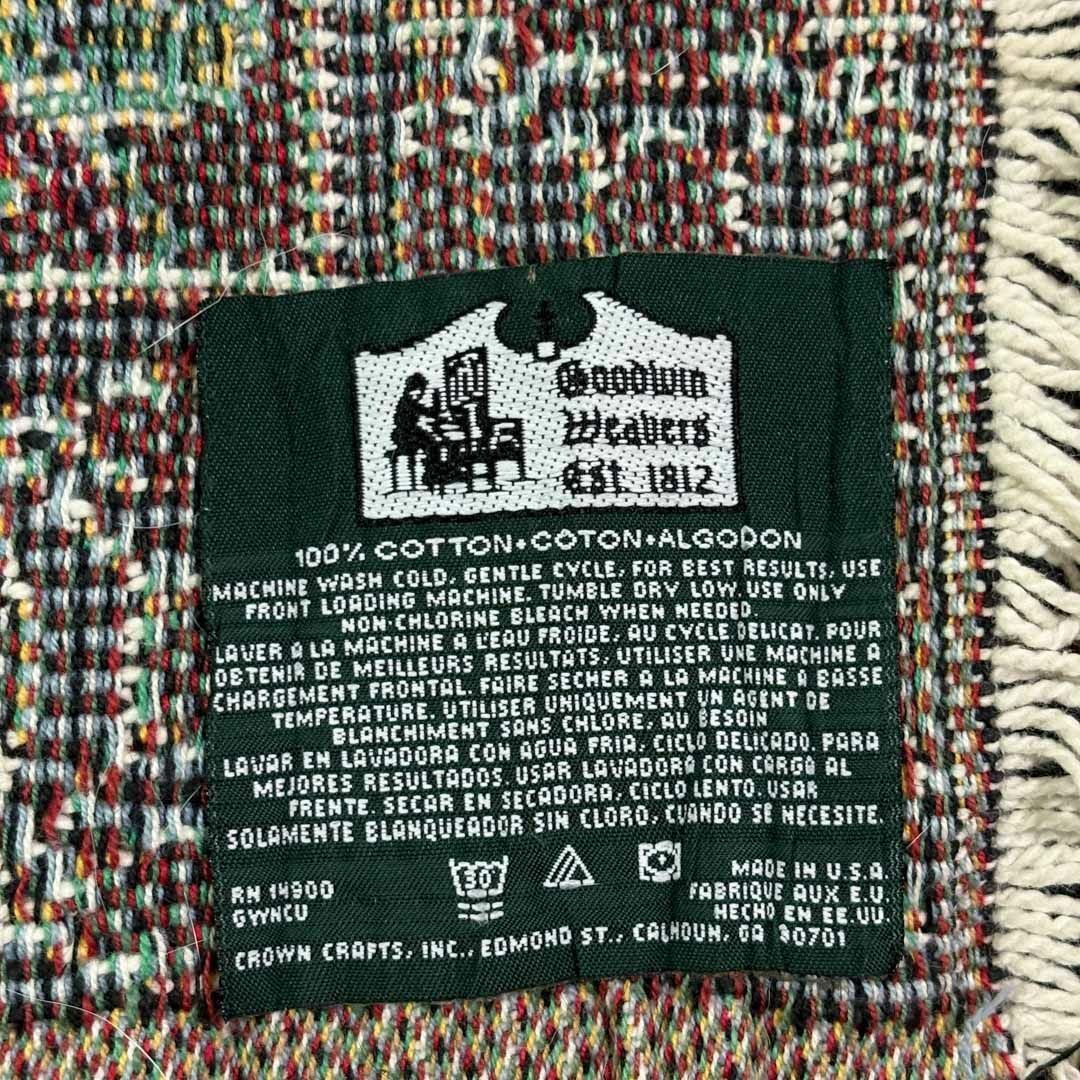 Goodwin
Weavers
Est. 1812
100% COTTON•COTON•ALGODON
MACHINE WASH COLD, GENTLE CYCLE, FOR BEST RESULTS, USE
FRONT LOADING MACHINE. TUMBLE DRY LOW. USE ONLY
NON-CHLORINE BLEACH WHEN NEEDED.
LAVER A LA MACHINE A L'EAU FROIDE, AU CYCLE DELICAT. POUR
OBTENIR DE MEILLEURS RESULTATS, UTILISER UNE MACHINE A
CHARGEMENT FRONTAL. FAIRE SECHER A LA MACHINE A BASSE
TEMPERATURE. UTILISER UNIQUEMENT UN AGENT DE
BLANCHIMENT SANS CHLORE, AU BESOIN
LAVAR EN LAVADORA CON AGUA FRIA, CICLO DELICADO. PARA
MEJORES RESULTADOS, USAR LAVADORA CON CARGA AL
FRENTE. SECAR EN SECADORA, CICLO LENTO. USAR
SOLAMENTE BLANQUEADOR SIN CLORO, CUANDO SE NECESITE.
30
RN 14900
GWNCU
MADE IN U.S.A.
FABRIQUE AUX E.U.
HECHO EN EE.UU.
CROWN CRAFTS, INC., EDMOND ST., CALHOUN, GA 30701